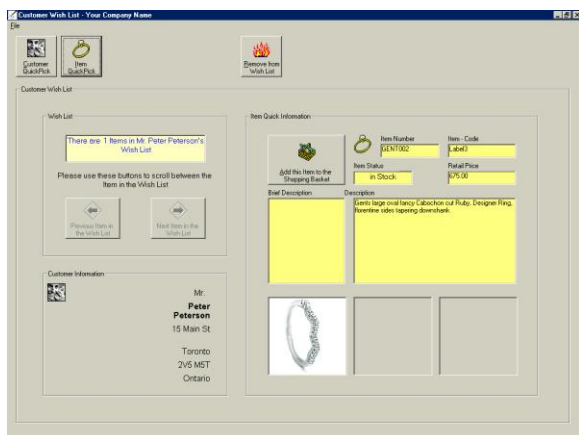 Customer Wish List - Your Company Name
File
Customer
QuickPick
Item
QuickPick
Remove from
Wish List
Customer Wish List
Wish List
There are 1 Items in Mr. Peter Peterson's
Wish List
Please use these buttons to scroll between the
Item in the Wish List
Previous Item in
the Wish List
Next Item in the
Wish List
Customer Information
Mr.
Peter
Peterson
15 Main St
Toronto
2V5 M5T
Ontario
Item Quick Information
Add this Item to the
Shopping Basket
Item Number
GENT002
Item - Code
Label3
Item Status
in Stock
Retail Price
675.00
Brief Description
Description
Gents large oval fancy Cabochon cut Ruby, Designer Ring,
florentine sides tapering downshank.